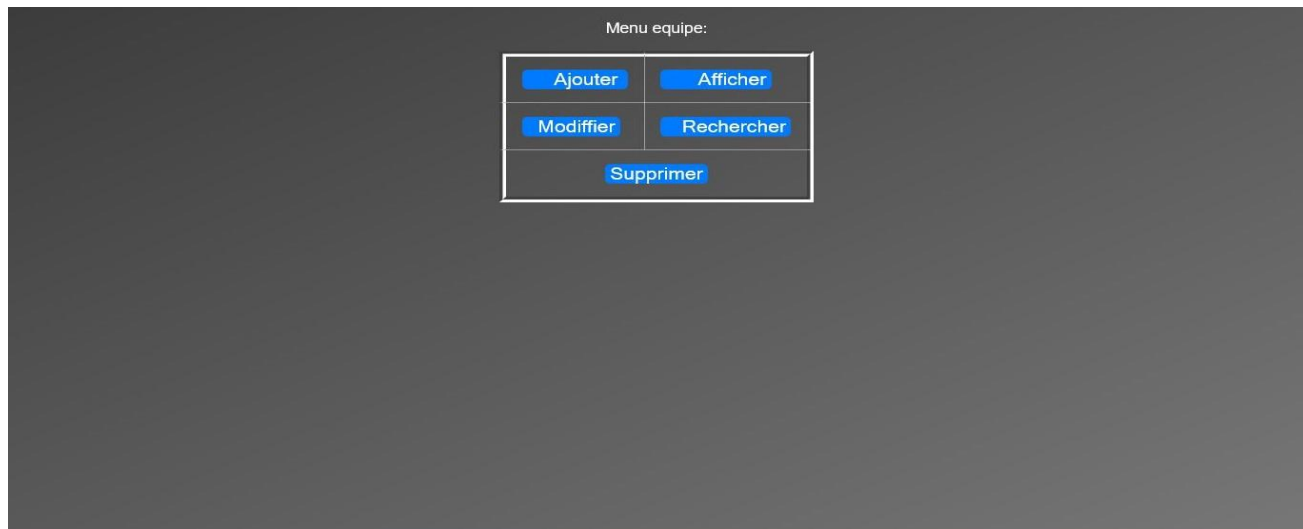 Menu equipe:
Ajouter Afficher
Modiffier Rechercher
Supprimer